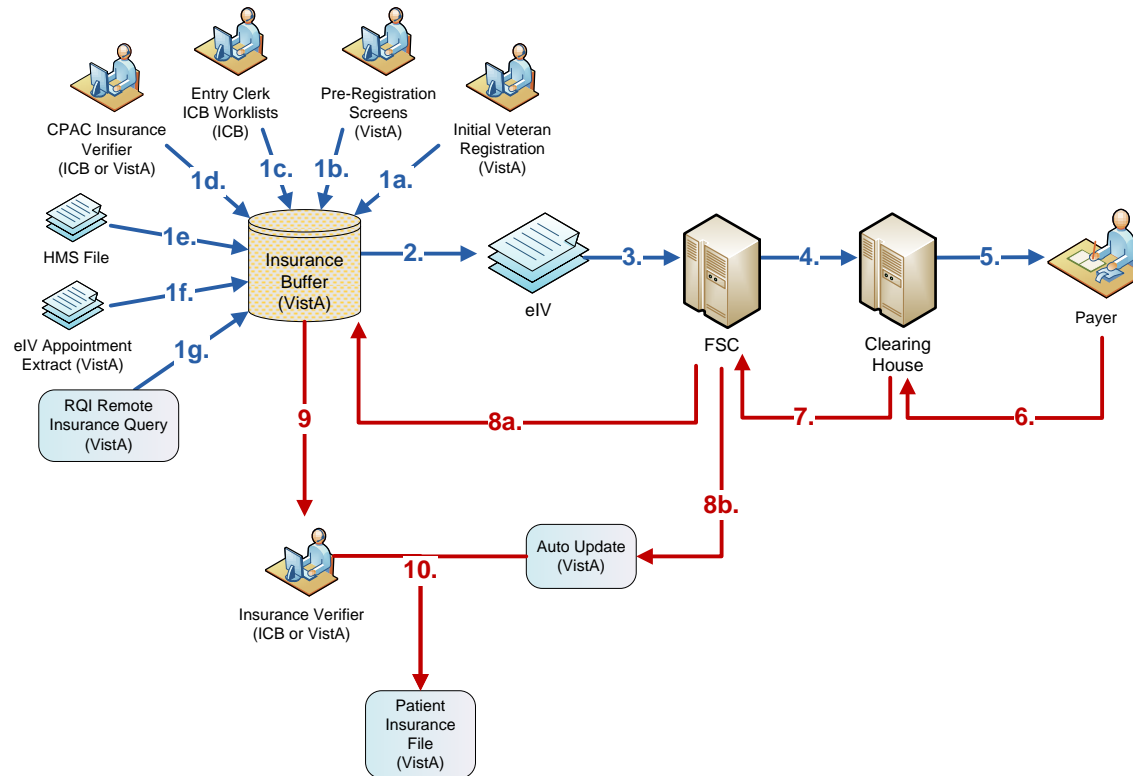 Entry Clerk
ICB Worklists
(ICB)
Pre-Registration
Screens
(VistA)
CPAC Insurance
Verifier
(ICB or VistA)
Initial Veteran
Registration
(VistA)
1d.
1c.
1b.
1a.
HMS File
1e.
Insurance
Buffer
(VistA)
2.
eIV
3.
FSC
4.
Clearing
House
5.
Payer
eIV Appointment
Extract (VistA)
1f.
1g.
RQI Remote
Insurance Query
(VistA)
9
8a.
7.
6.
8b.
Insurance Verifier
(ICB or VistA)
10.
Auto Update
(VistA)
Patient
Insurance
File
(VistA)